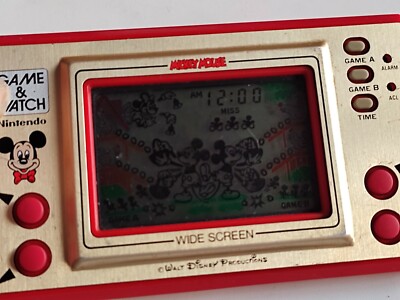 GAME
&
WATCH
Nintendo
MICKEY MOUSE
AM 12:00
MISS
GAME A
ALARM
GAME B
ACL
TIME
WIDE SCREEN
© WALT DISNEY PRODUCTIONS